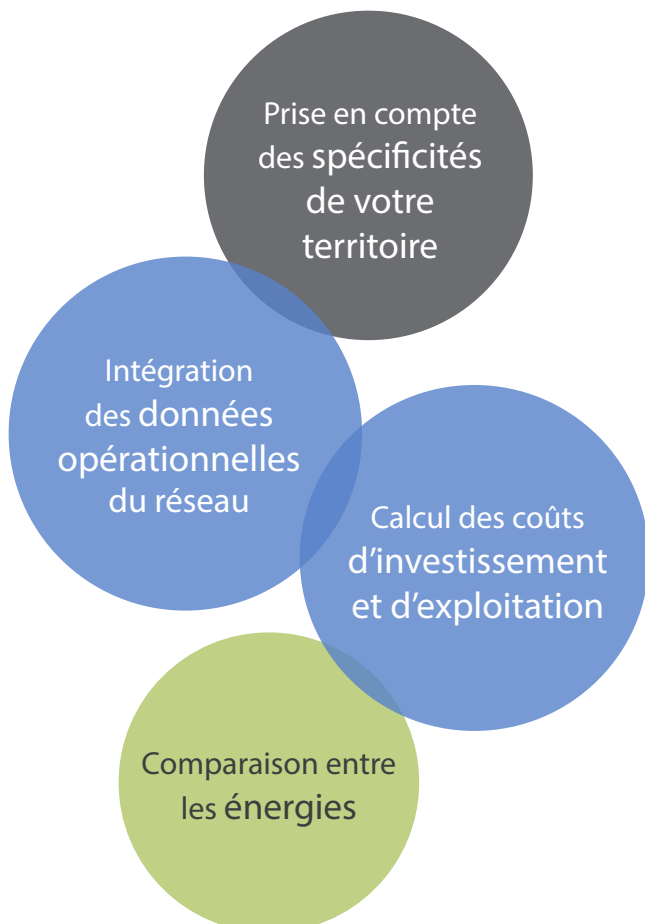 Prise en compte
des spécificités
de votre
territoire
Intégration
des données
opérationnelles
du réseau
Calcul des coûts
d’investissement
et d’exploitation
Comparaison entre
les énergies